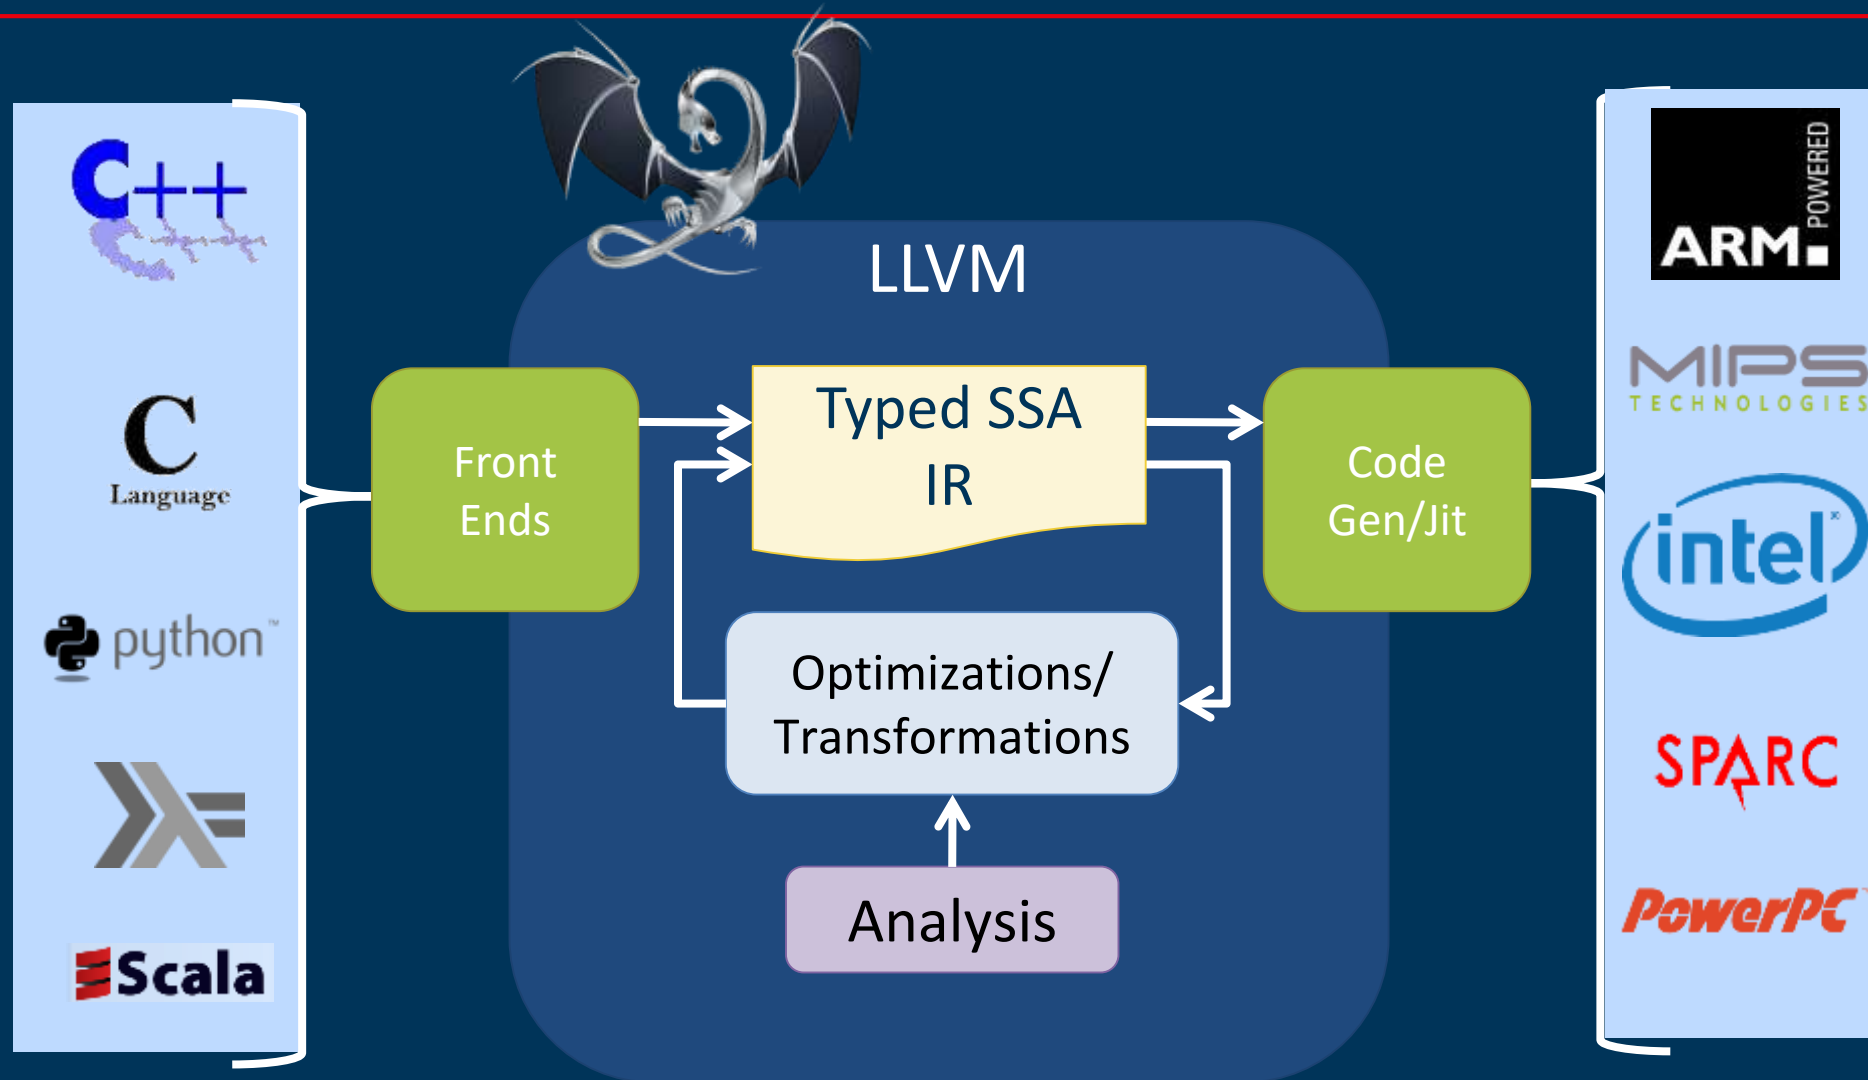 C++
C
Language
python™
Scala
LLVM
Front
Ends
Typed SSA
IR
Optimizations/
Transformations
Analysis
Code
Gen/Jit
ARM POWERED
MIPS
TECHNOLOGIES
intel®
SPARC
PowerPC